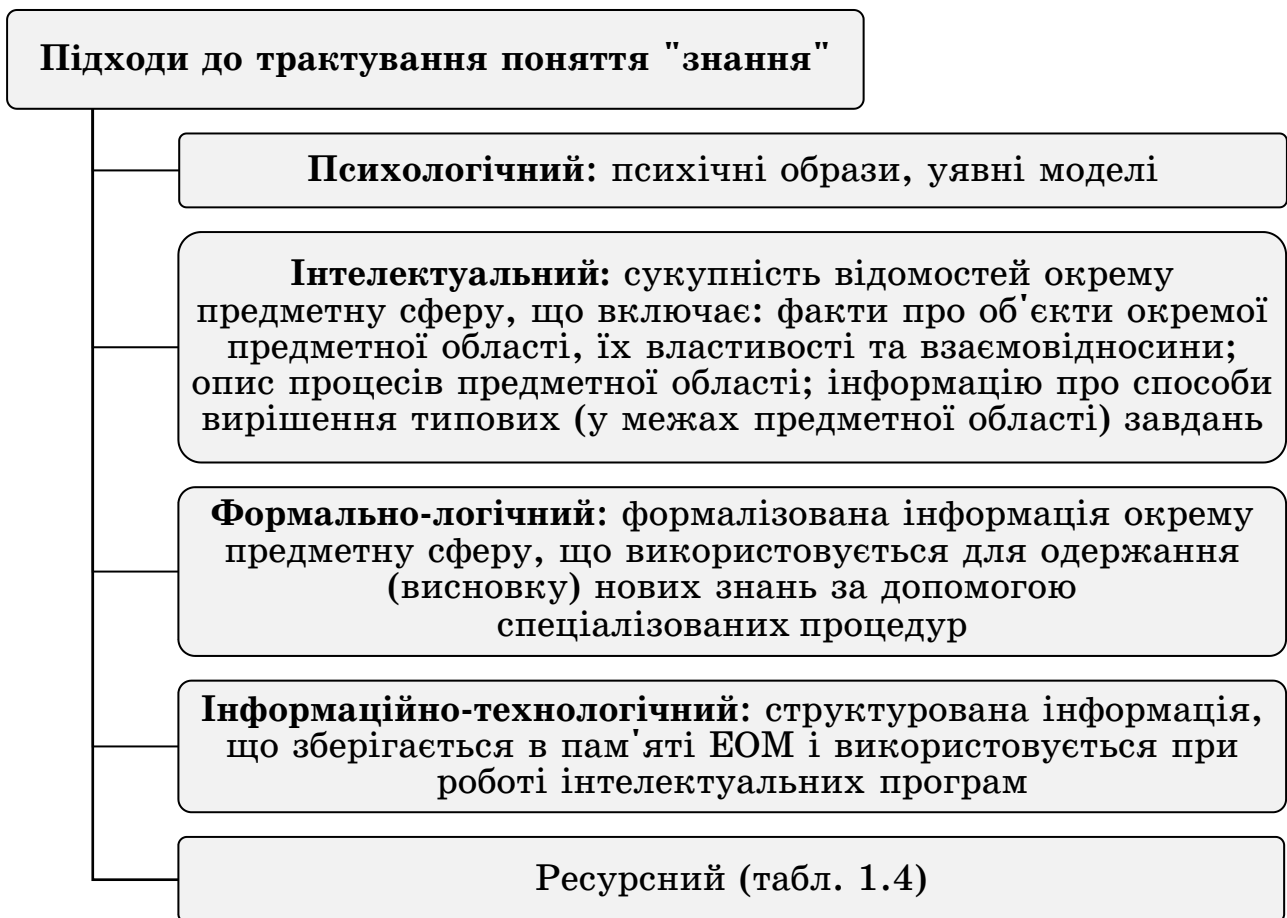 Підходи до трактування поняття "знання"
Психологічний: психічні образи, уявні моделі
Інтелектуальний: сукупність відомостей окрему
предметну сферу, що включає: факти про об'єкти окремої
предметної області, їх властивості та взаємовідносини;
опис процесів предметної області; інформацію про способи
вирішення типових (у межах предметної області) завдань
Формально-логічний: формалізована інформація окрему
предметну сферу, що використовується для одержання
(висновку) нових знань за допомогою
спеціалізованих процедур
Інформаційно-технологічний: структурована інформація,
що зберігається в пам'яті ЕОМ і використовується при
роботі інтелектуальних програм
Ресурсний (табл. 1.4)